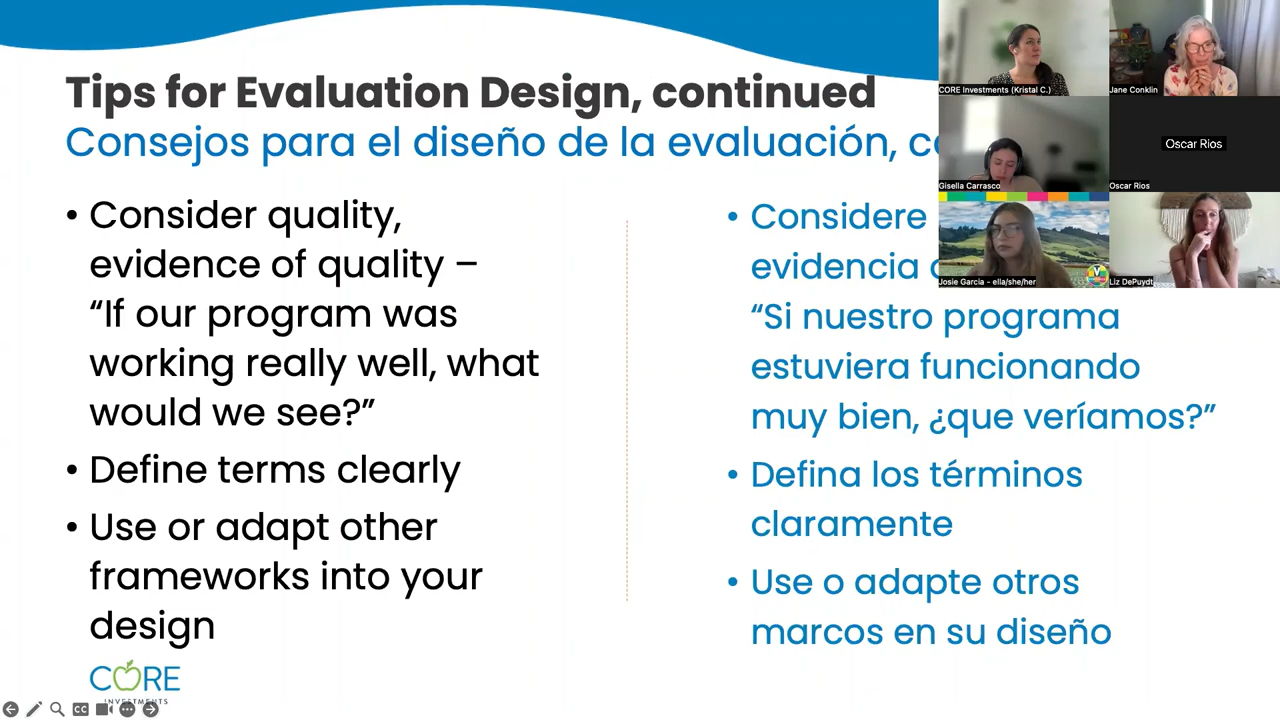 Tips for Evaluation Design, continued
Consejos para el diseño de la evaluación,
• Consider quality,
evidence of quality –
“If our program was
working really well, what
would we see?”
• Define terms clearly
• Use or adapt other
frameworks into your
design
• Considere
evidencia
“Si nuestro programa
estuviera funcionando
muy bien, ¿que veríamos?”
• Defina los términos
claramente
• Use o adapte otros
marcos en su diseño
CORE
INVESTMENTS
CC
CORE Investments (Kristal C.)
Jane Conklin
Gisella Carrasco
Oscar Rios
Oscar Rios
Josie Garcia - ella/she/her
Liz DePuydt